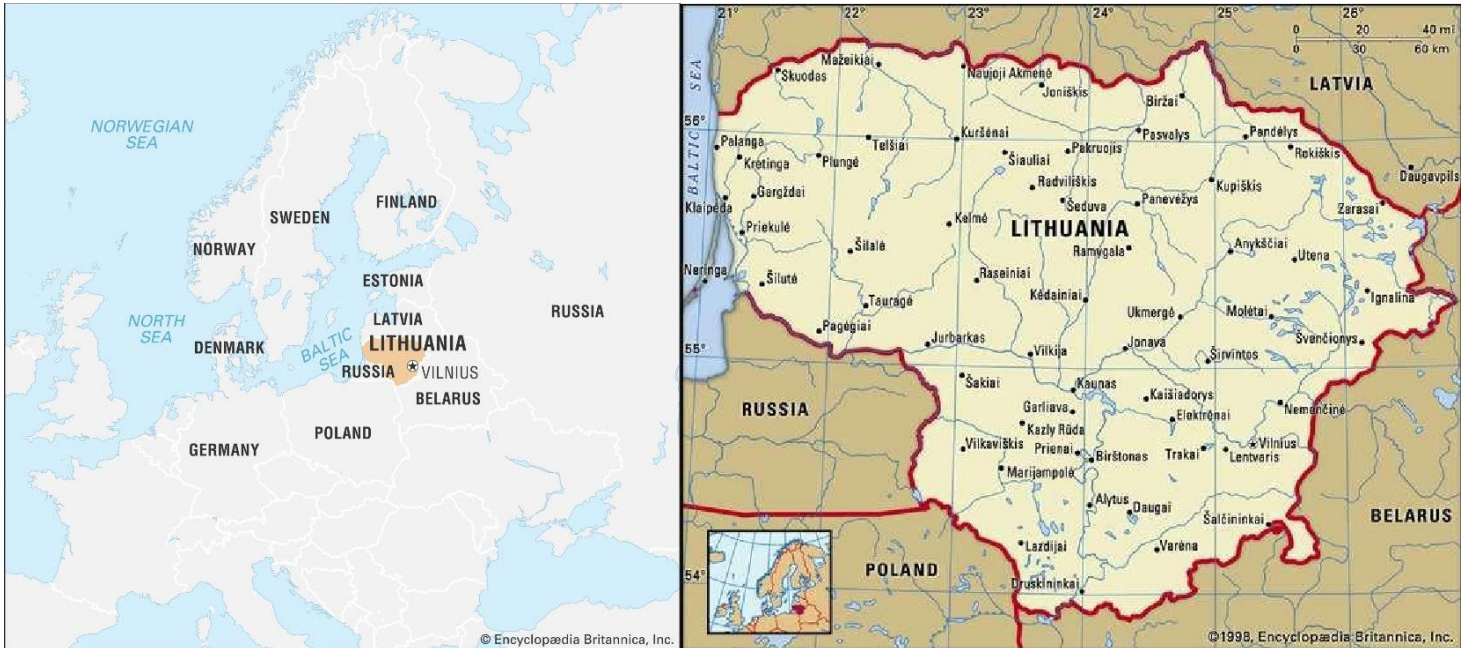 NORWEGIAN
SEA
FINLAND
SWEDEN
NORWAY
ESTONIA
RUSSIA
NORTH
SEA
LATVIA
DENMARK
BALTIC
SEA
LITHUANIA
RUSSIA
VILNIUS
BELARUS
POLAND
GERMANY
© Encyclopædia Britannica, Inc.
21° 22 23 24 25 26
0 20 40 mi
0 30 60 km
BALTIC SEA
Mažeikiai
Skuodas
Naujoji Akmenė
Joniškis
LATVIA
Biržai
56°
Palanga
Telšiai
Kuršėnai
Pasvalys
Pandėlys
Krėtinga
Plungė
Šiauliai
Pakruojis
Rokiškis
Daugavpils
Gargždai
Radviliškis
Kupiškis
Klaipėda
Šeduva
Panevėžys
Zarasai
Priekulė
Kelmė
LITHUANIA
Šilalė
Ramygala
Anykščiai
Utena
Neringa
Šilutė
Raseiniai
Tauragė
Kėdainiai
Ignalina
Pagėgiai
Ukmergė
Molėtai
55°
Jurbarkas
Vilkija
Jonava
Širvintos
Švenčionys
Šakiai
Kaunas
Kaišiadorys
RUSSIA
Garliava
Elektrėnai
Nemenčinė
Kazly Rūda
Vilkaviškis
Prienai
Birštonas
Trakai
Vilnius
Lentvaris
Marijampolė
Alytus
Daugai
Šalčininkai
BELARUS
Lazdijai
Varėna
POLAND
54°
Druskininkai
©1998, Encyclopædia Britannica, Inc.